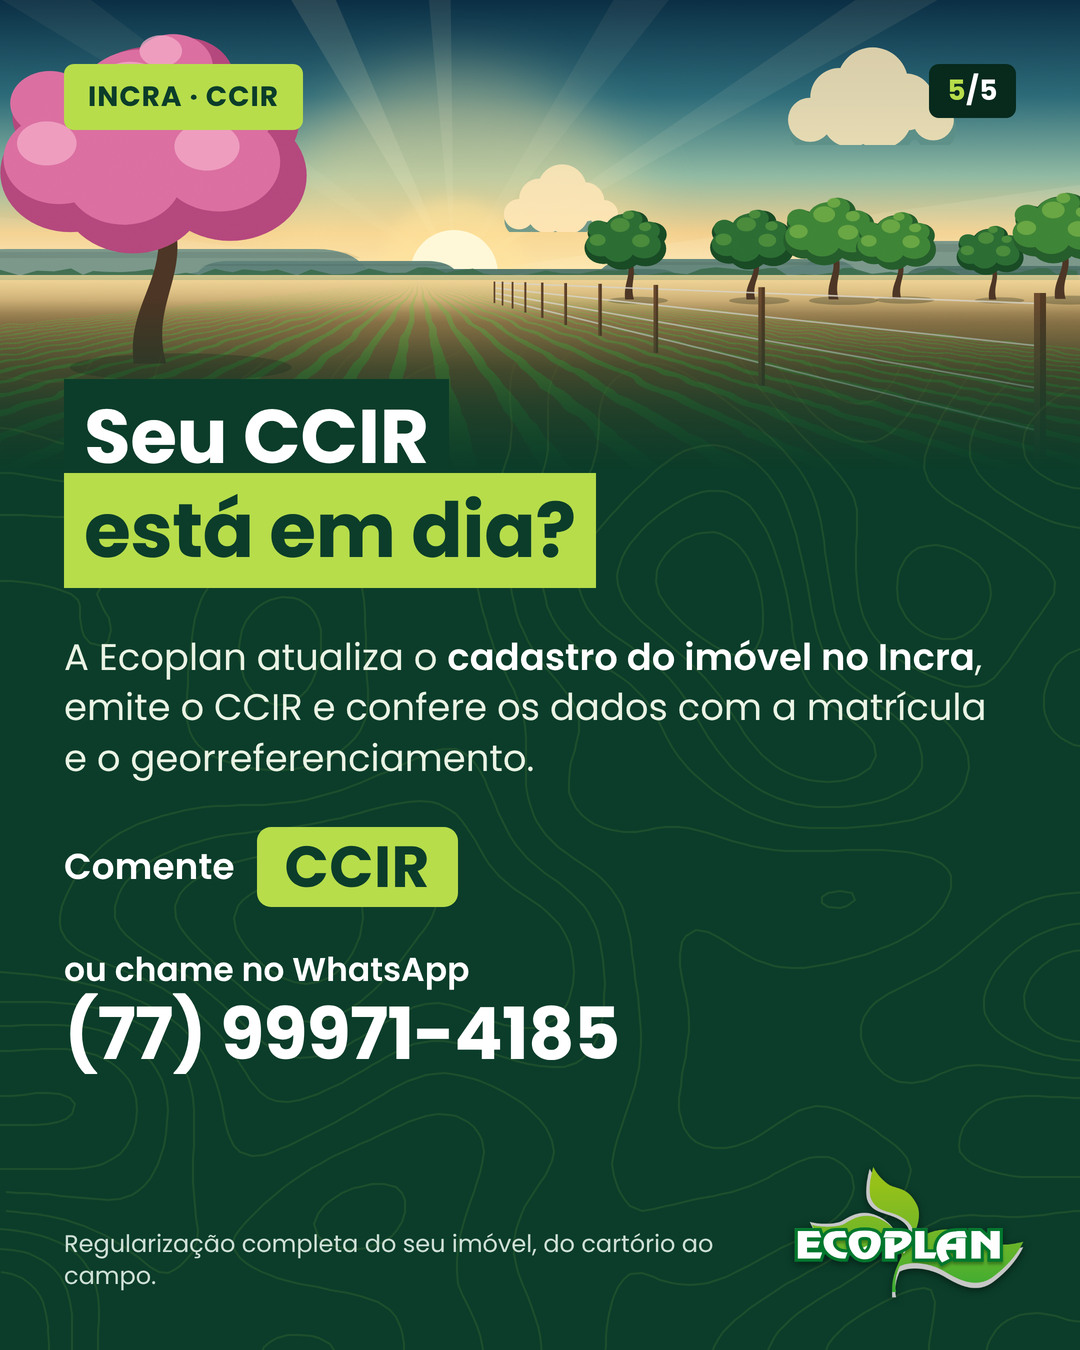 INCRA · CCIR
5/5
Seu CCIR
está em dia?
A Ecoplan atualiza o cadastro do imóvel no Incra,
emite o CCIR e confere os dados com a matrícula
e o georreferenciamento.
Comente CCIR
ou chame no WhatsApp
(77) 99971-4185
Regularização completa do seu imóvel, do cartório ao
campo.
ECOPLAN